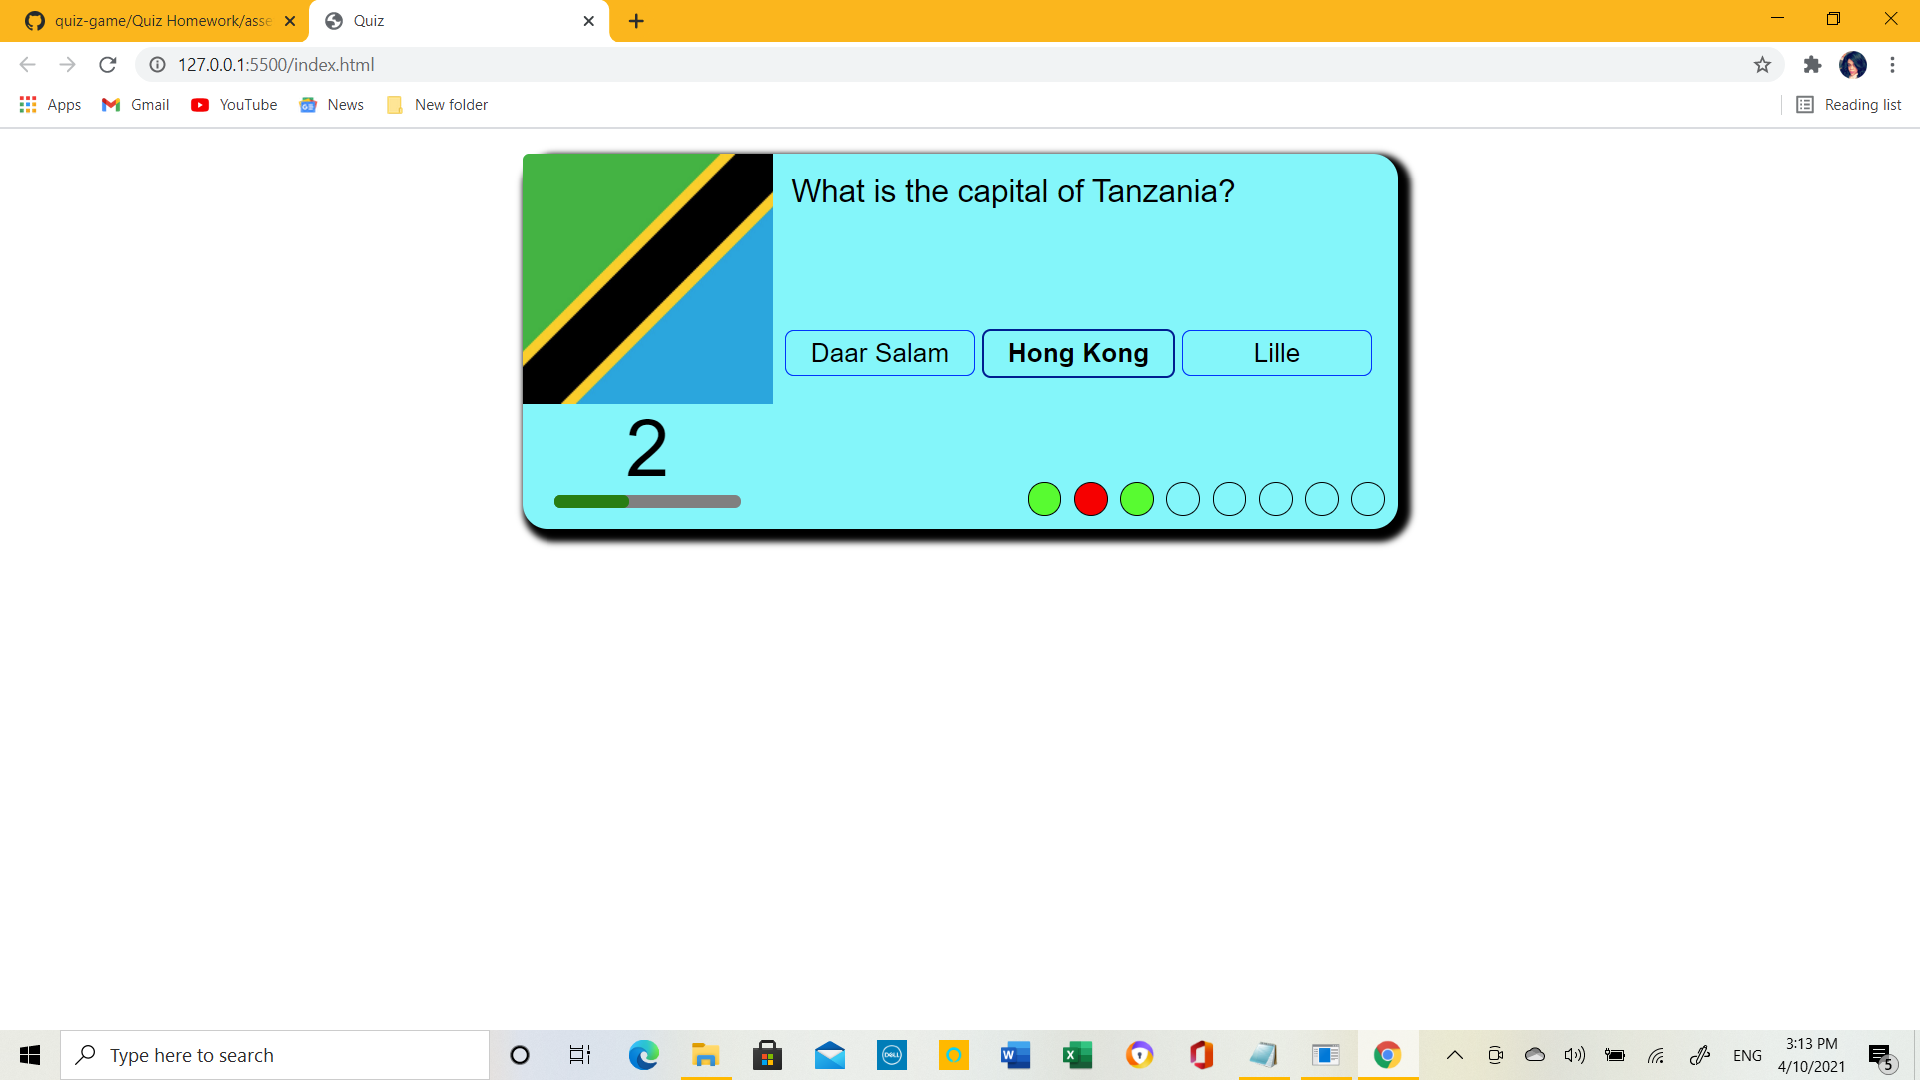 quiz-game/Quiz Homework/asse
Quiz
127.0.0.1:5500/index.html
Apps
Gmail
YouTube
News
New folder
Reading list
What is the capital of Tanzania?
Daar Salam
Hong Kong
Lille
2
Type here to search
DELL
ENG
3:13 PM
4/10/2021
5